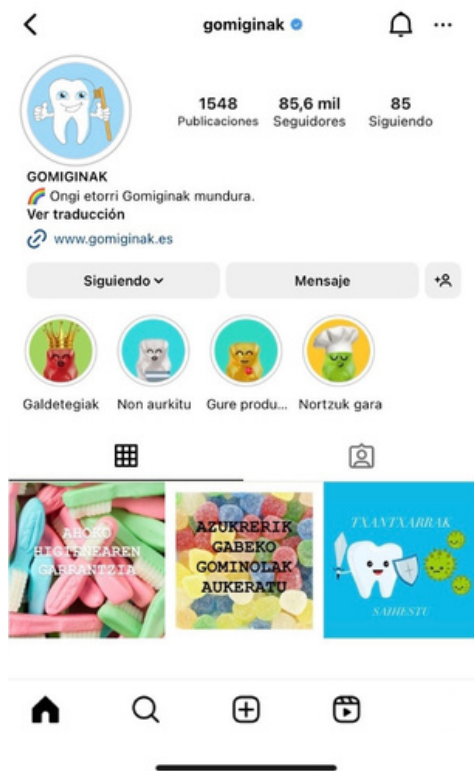 gomiginak
1548 85,6 mil 85
Publicaciones Seguidores Siguiendo
GOMIGINAK
🌈 Ongi etorri Gomiginak mundura.
Ver traducción
www.gomiginak.es
Siguiendo Mensaje
Galdetegiak Non aurkitu Gure produ... Nortzuk gara
AHOKO
HIGIENEAREN
GARRANTZIA
AZUKRERIK
GABEKO
GOMINOLAK
AUKERATU
TXANTXARRAK
SAIHESTU